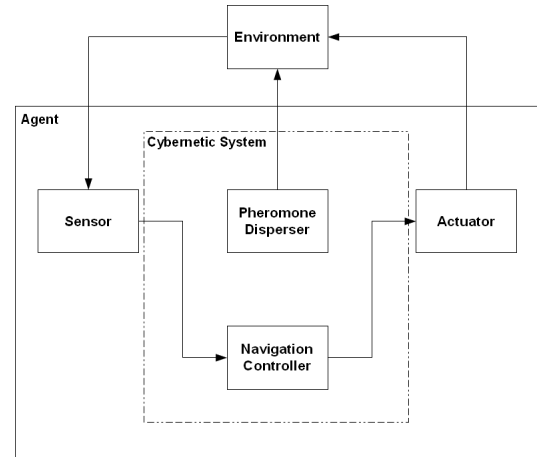 Environment
Agent
Cybernetic System
Sensor
Pheromone
Disperser
Actuator
Navigation
Controller